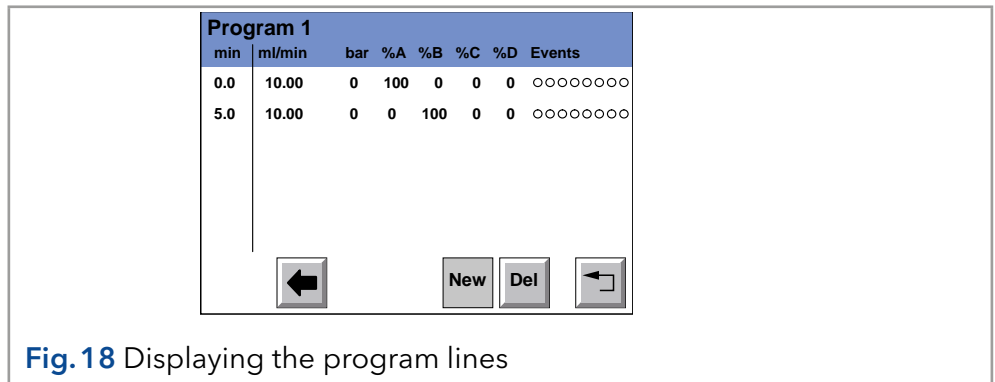 Program 1
min ml/min bar %A %B %C %D Events
0.0 10.00 0 100 0 0 0 ○○○○○○○○
5.0 10.00 0 0 100 0 0 ○○○○○○○○
New Del
Fig. 18 Displaying the program lines